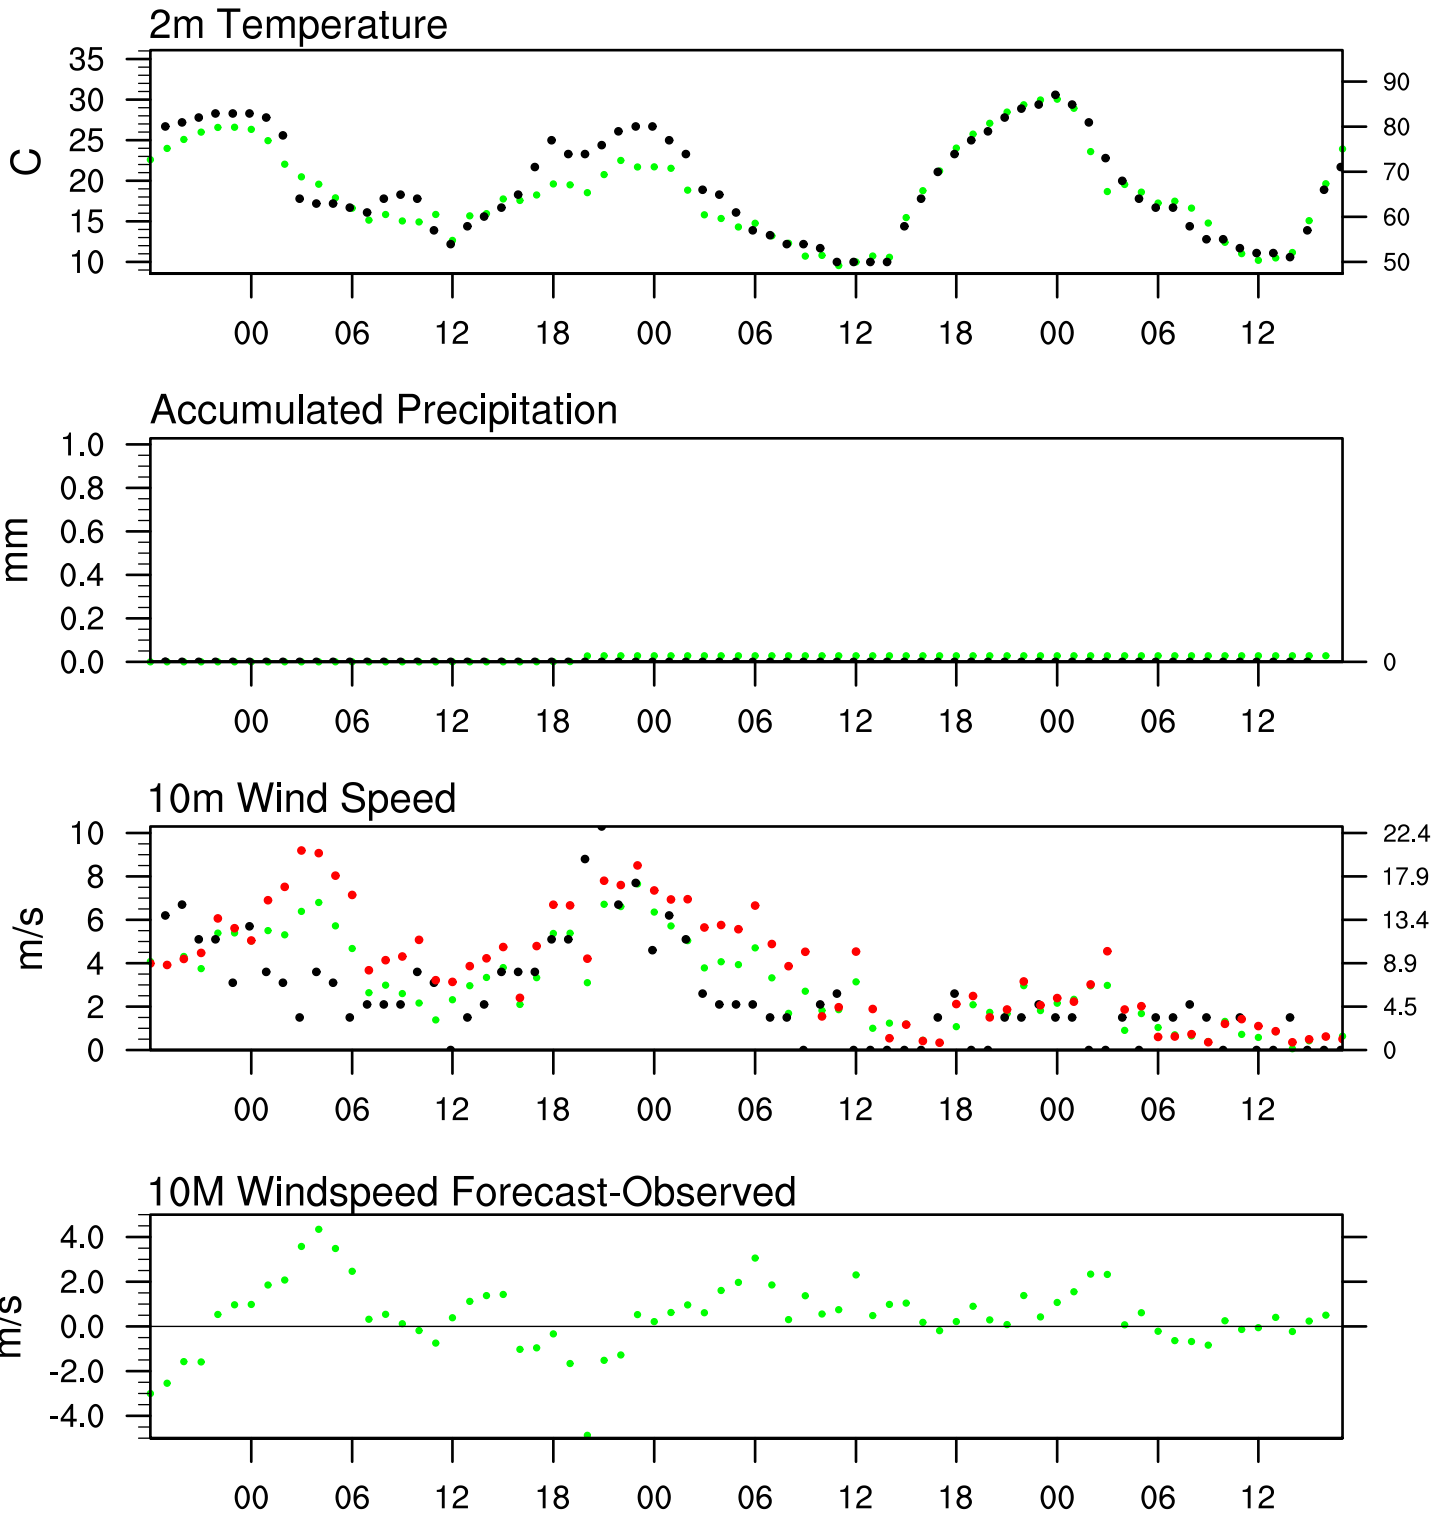 2m Temperature
35
30
25
20
15
10
C
90
80
70
60
50
00 06 12 18 00 06 12 18 00 06 12
Accumulated Precipitation
1.0
0.8
0.6
0.4
0.2
0.0
mm
0
00 06 12 18 00 06 12 18 00 06 12
10m Wind Speed
10
8
6
4
2
0
m/s
22.4
17.9
13.4
8.9
4.5
0
00 06 12 18 00 06 12 18 00 06 12
10M Windspeed Forecast-Observed
4.0
2.0
0.0
-2.0
-4.0
m/s
00 06 12 18 00 06 12 18 00 06 12